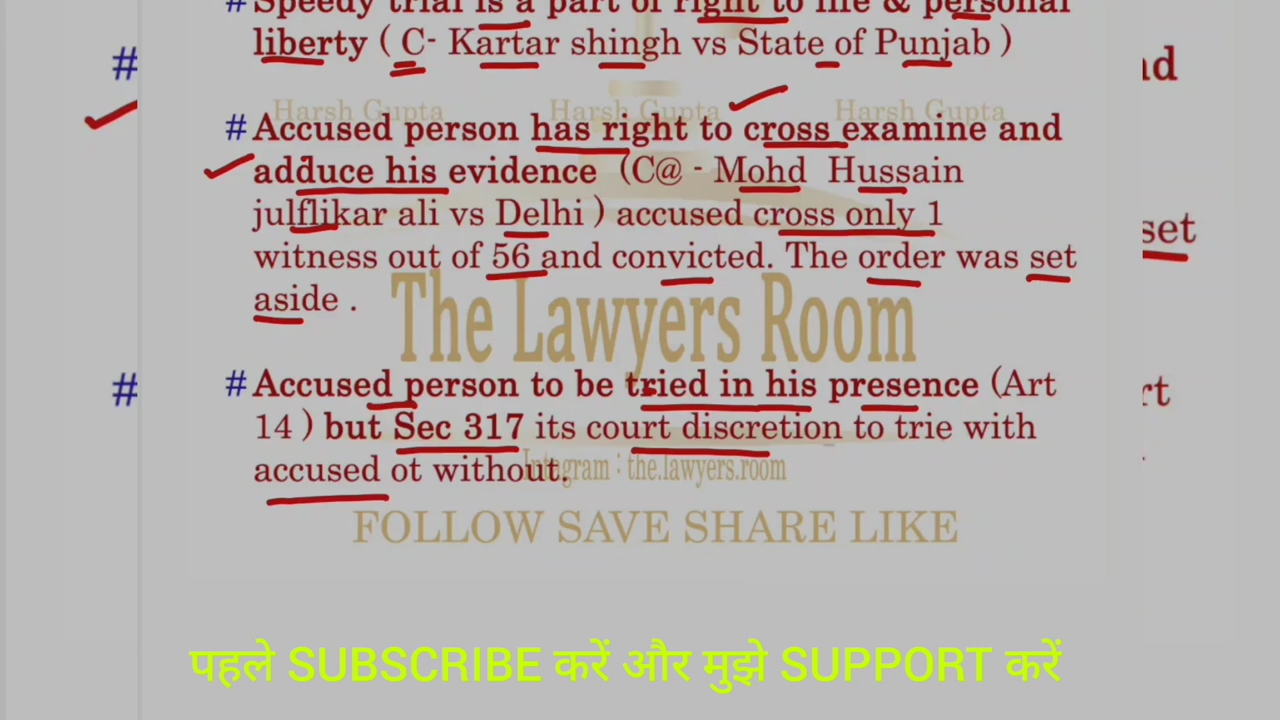 # Speedy trial is a part of right to life & personal
liberty ( C- Kartar shingh vs State of Punjab )
Harsh Gupta Harsh Gupta Harsh Gupta
# Accused person has right to cross examine and
adduce his evidence (C@ - Mohd Hussain
julflikar ali vs Delhi ) accused cross only 1
witness out of 56 and convicted. The order was set
aside .
The Lawyers Room
# Accused person to be tried in his presence (Art
14 ) but Sec 317 its court discretion to trie with
accused ot without.
Intagram : the.lawyers.room
FOLLOW SAVE SHARE LIKE
पहले SUBSCRIBE करें और मुझे SUPPORT करें
#
#
set